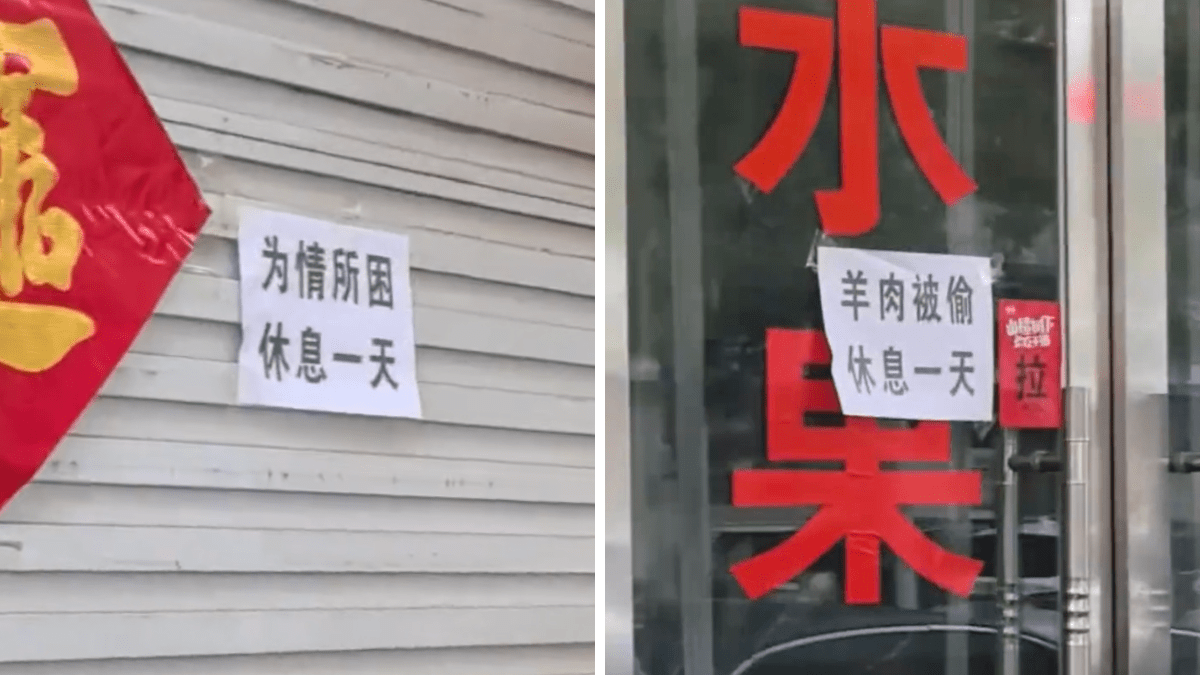 为情所困
休息一天
水果
羊肉被偷
休息一天
拉